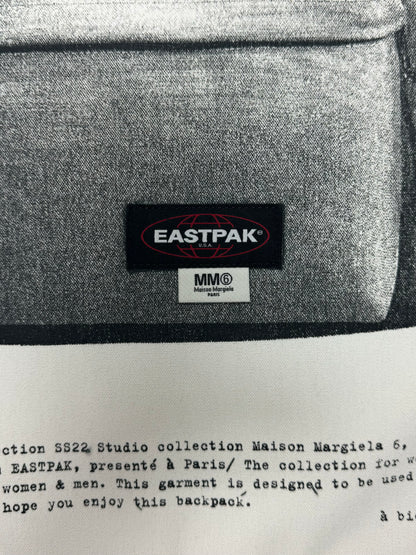 EASTPAK®
U.S.A.
MM⑥
Maison Margiela
PARIS
ction SS22 Studio collection Maison Margiela 6,
EASTPAK, presenté à Paris/ The collection for w
women & men. This garment is designed to be used
hope you enjoy this backpack.
à bi